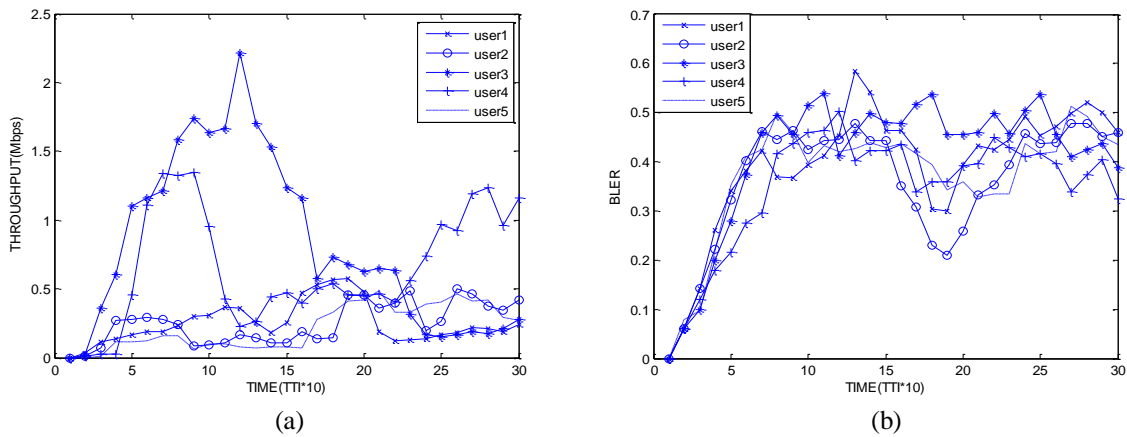 2.5
2
1.5
1
0.5
0
THROUGHPUT(Mbps)
user1
user2
user3
user4
user5
0 5 10 15 20 25 30
TIME(TTI*10)
(a)
0.7
0.6
0.5
0.4
0.3
0.2
0.1
0
BLER
user1
user2
user3
user4
user5
0 5 10 15 20 25 30
TIME(TTI*10)
(b)